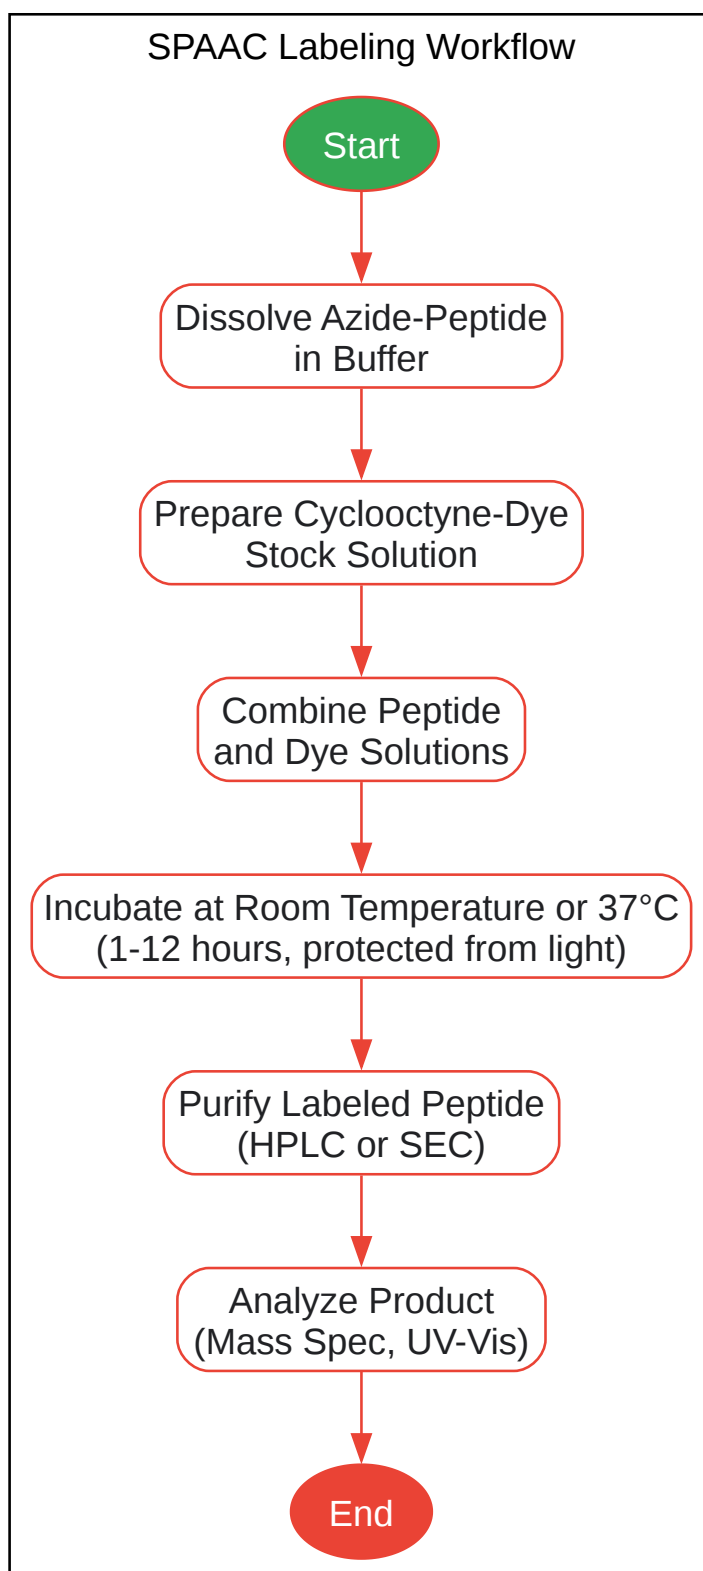 SPAAC Labeling Workflow
Start
Dissolve Azide-Peptide
in Buffer
Prepare Cyclooctyne-Dye
Stock Solution
Combine Peptide
and Dye Solutions
Incubate at Room Temperature or 37°C
(1-12 hours, protected from light)
Purify Labeled Peptide
(HPLC or SEC)
Analyze Product
(Mass Spec, UV-Vis)
End